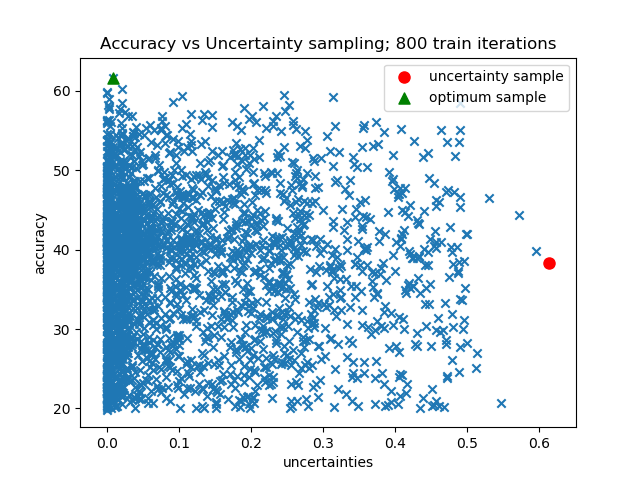 Accuracy vs Uncertainty sampling; 800 train iterations
uncertainty sample
optimum sample
60
50
40
30
20
accuracy
0.0 0.1 0.2 0.3 0.4 0.5 0.6
uncertainties